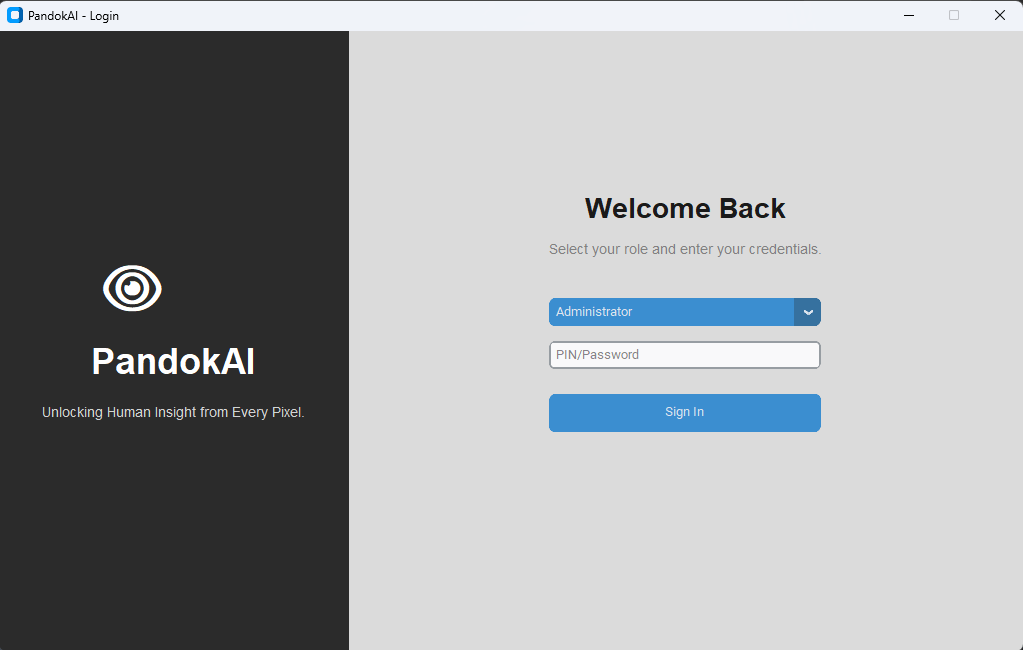 PandokAI - Login
PandokAI
Unlocking Human Insight from Every Pixel.
Welcome Back
Select your role and enter your credentials.
Administrator
PIN/Password
Sign In